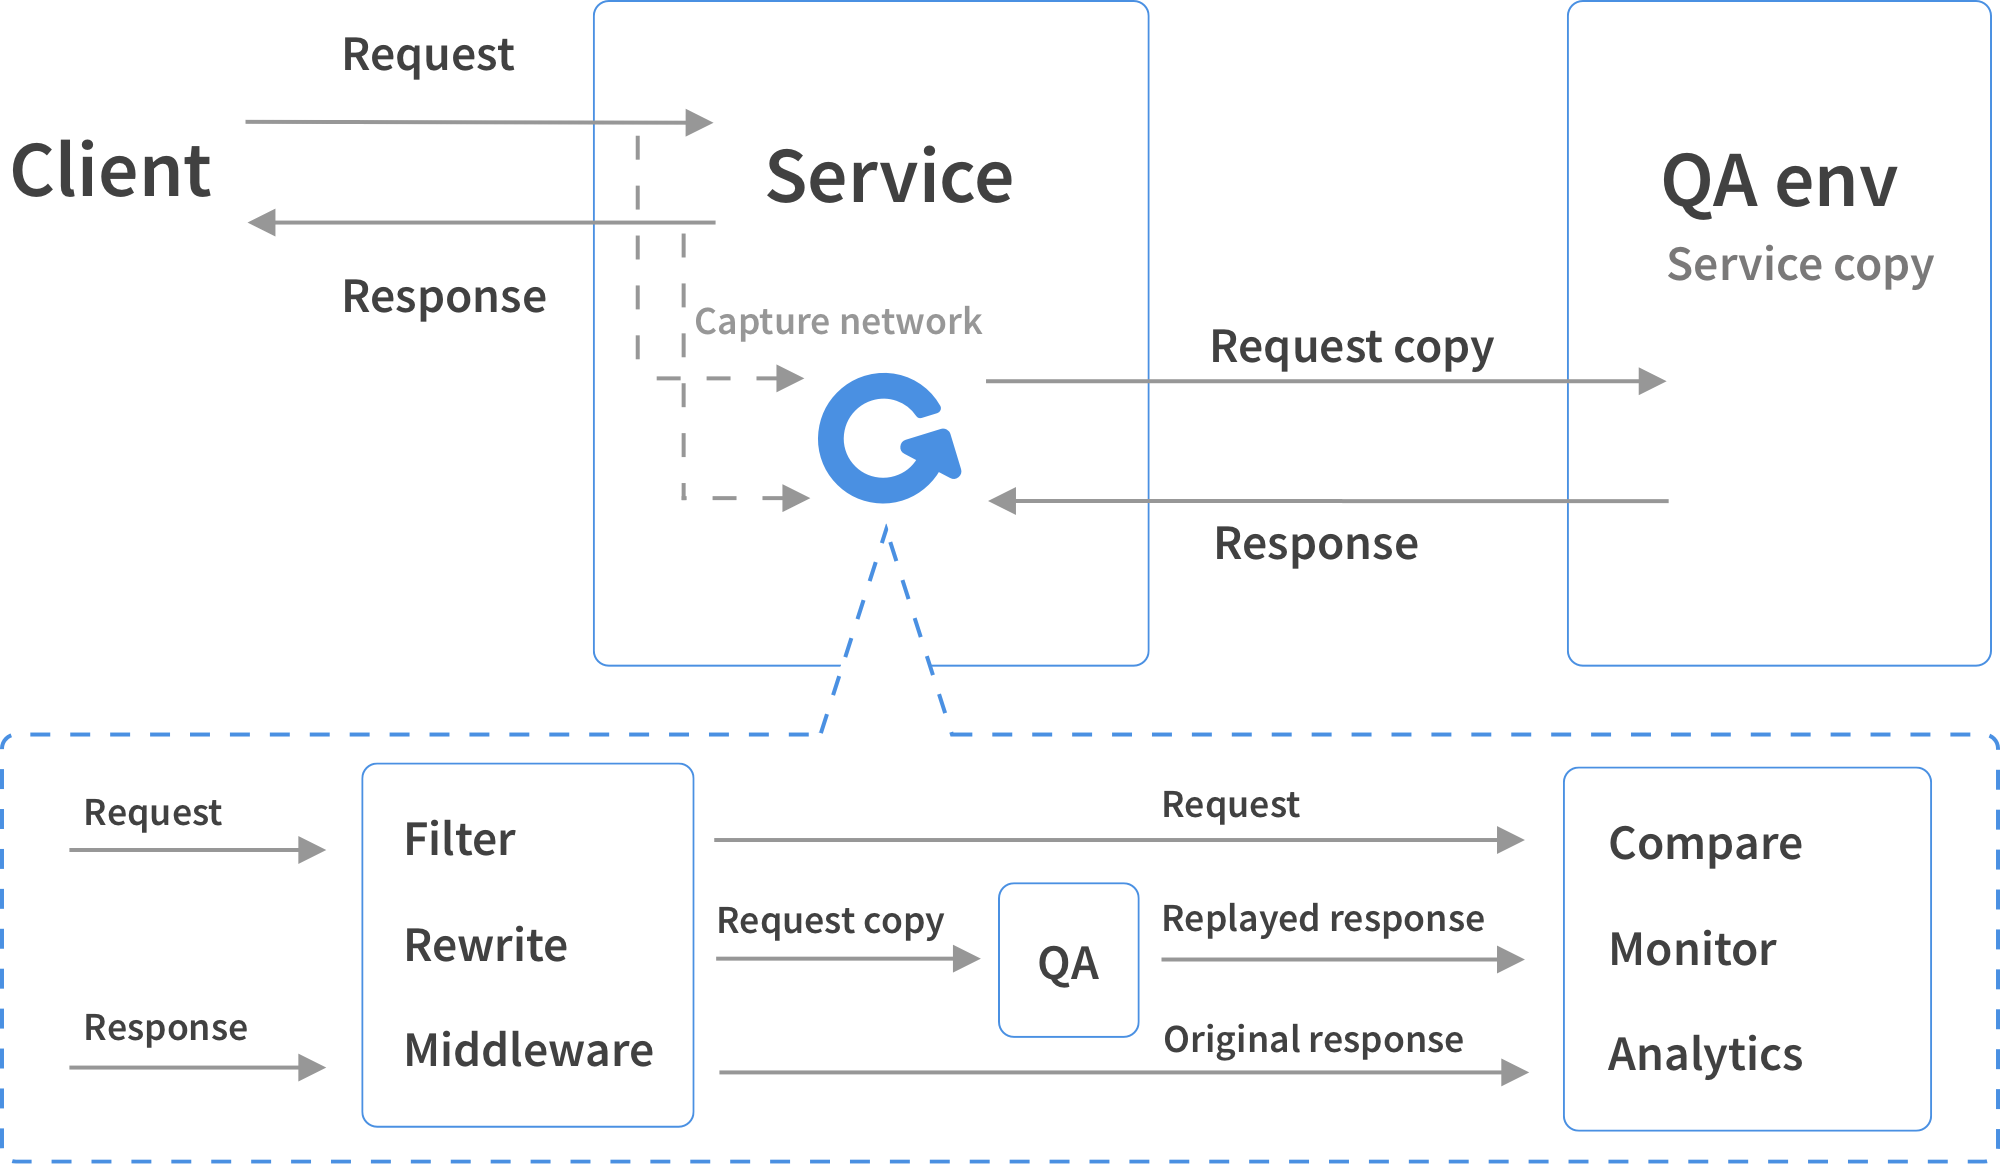 Request
Client
Response
Service
Capture network
Request copy
Response
QA env
Service copy
Request
Response
Filter
Rewrite
Middleware
Request
Request copy
QA
Replayed response
Original response
Compare
Monitor
Analytics